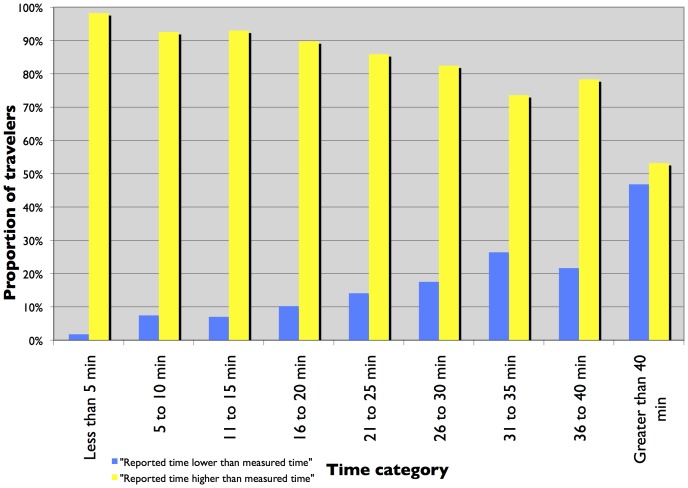 100%
90%
80%
70%
60%
50%
40%
30%
20%
10%
0%
Proportion of travelers
Less than 5 min
5 to 10 min
11 to 15 min
16 to 20 min
21 to 25 min
26 to 30 min
31 to 35 min
36 to 40 min
Greater than 40
min
"Reported time lower than measured time"
"Reported time higher than measured time"
Time category